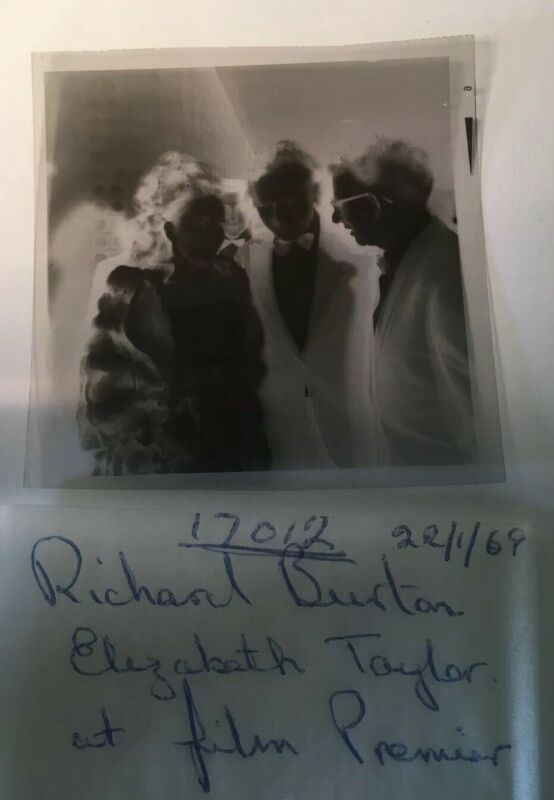 17012 22/1/69
Richard Burton
Elizabeth Taylor.
at film Premier